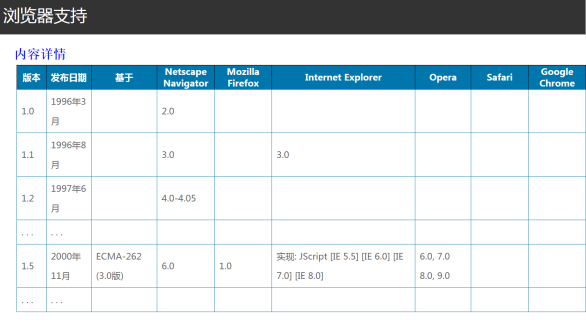 浏览器支持
内容详情
版本 发布日期 基于 Netscape Navigator Mozilla Firefox Internet Explorer Opera Safari Google Chrome
1.0 1996年3月 2.0
1.1 1996年8月 3.0 3.0
1.2 1997年6月 4.0-4.05
. . . . . .
1.5 2000年11月 ECMA-262 (3.0版) 6.0 1.0 实现: JScript [IE 5.5] [IE 6.0] [IE 7.0] [IE 8.0] 6.0, 7.0 8.0, 9.0
. . . . . .